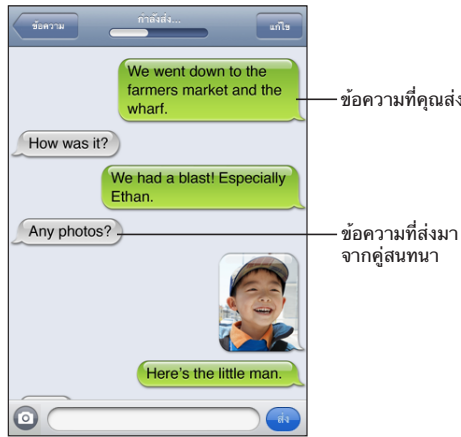 ข้อความ
กำลังส่ง...
แก้ไข
We went down to the
farmers market and the
wharf.
ข้อความที่คุณส่ง
How was it?
We had a blast! Especially
Ethan.
Any photos?
ข้อความที่ส่งมา
จากคู่สนทนา
Here's the little man.
ส่ง